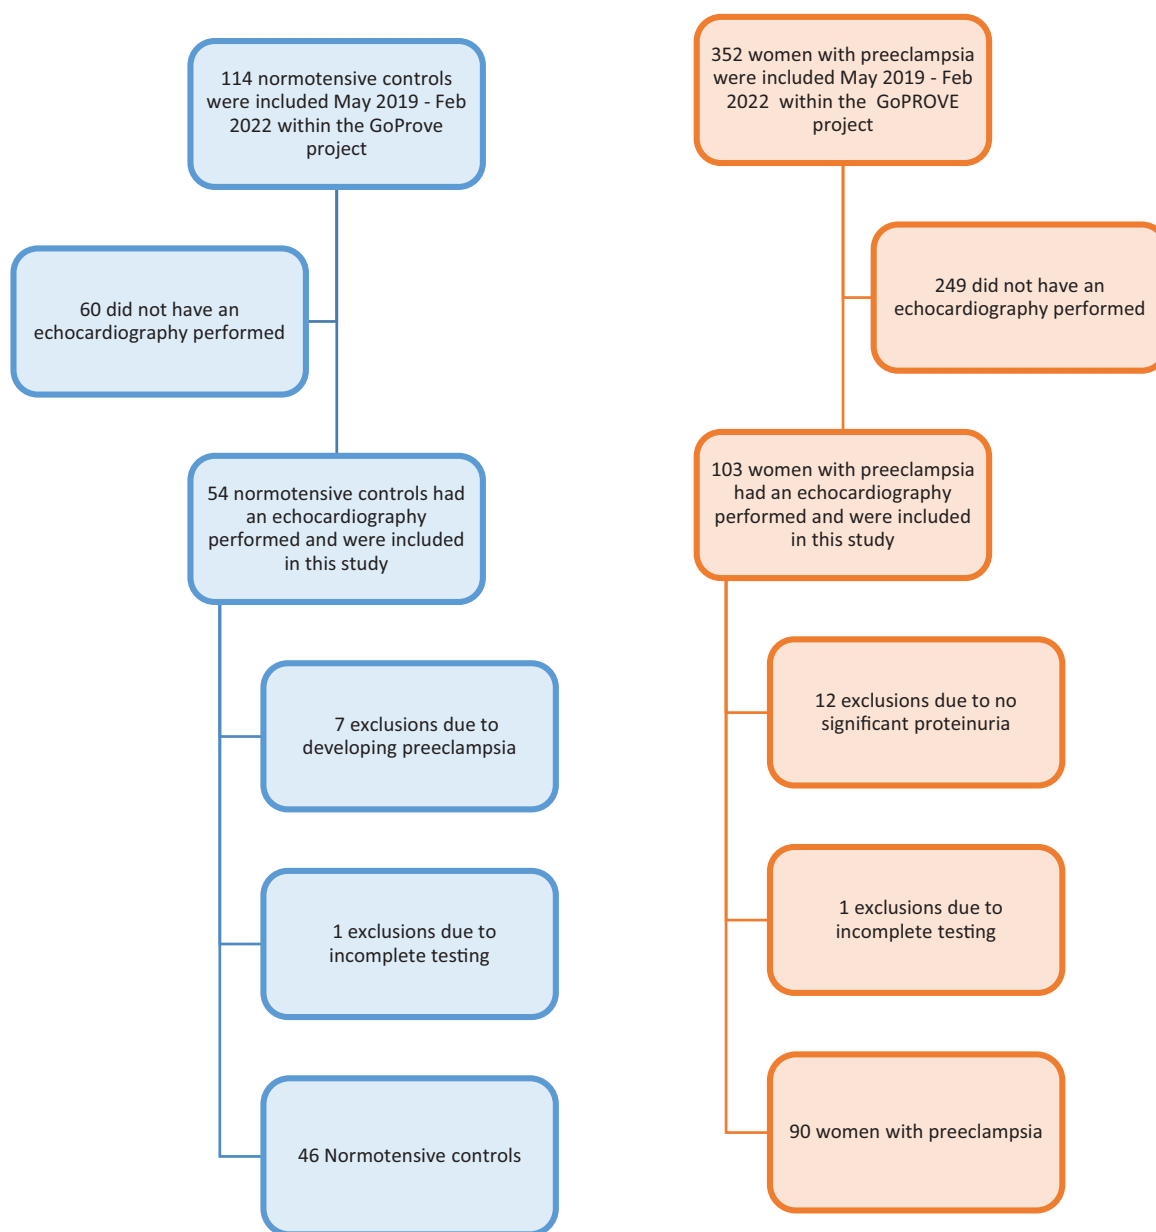 114 normotensive controls
were included May 2019 - Feb
2022 within the GoProve
project
60 did not have an
echocardiography performed
54 normotensive controls had
an echocardiography
performed and were included
in this study
7 exclusions due to
developing preeclampsia
1 exclusions due to
incomplete testing
46 Normotensive controls
352 women with preeclampsia
were included May 2019 - Feb
2022 within the GoPROVE
project
249 did not have an
echocardiography performed
103 women with preeclampsia
had an echocardiography
performed and were included
in this study
12 exclusions due to no
significant proteinuria
1 exclusions due to
incomplete testing
90 women with preeclampsia